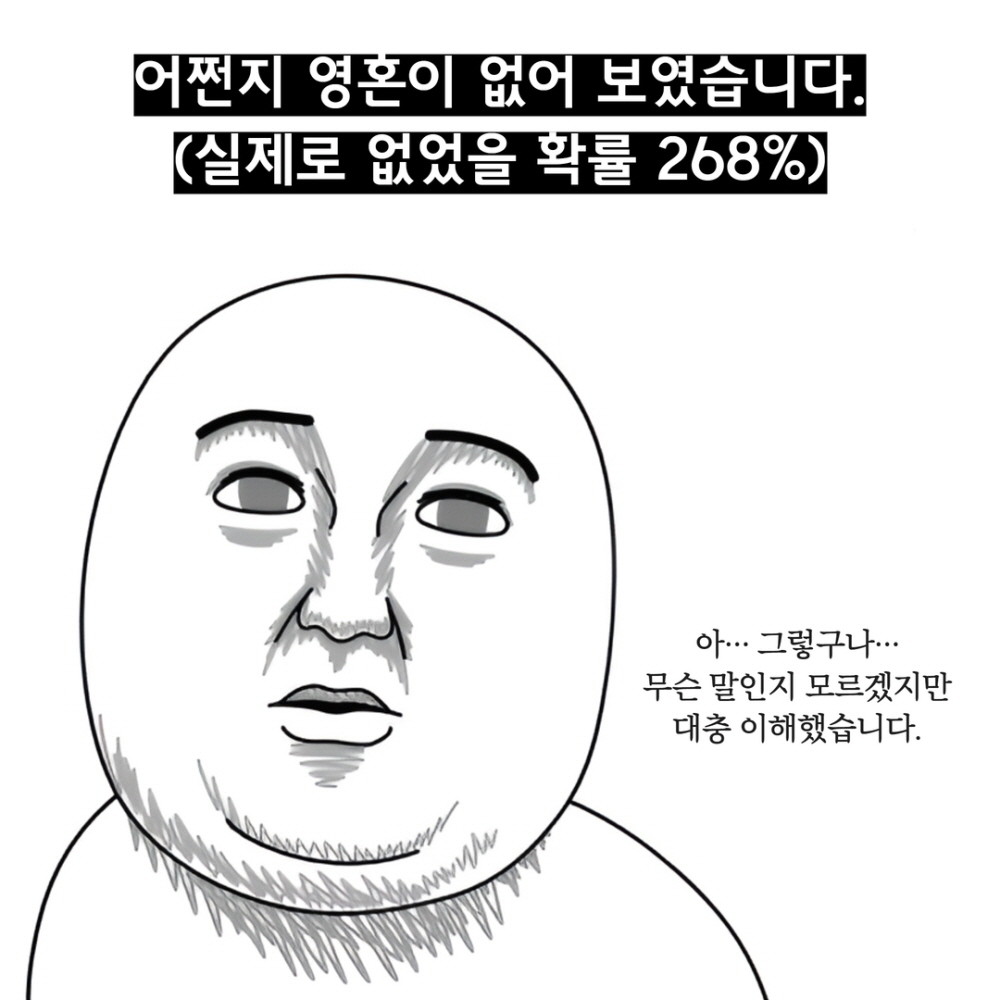 어쩐지 영혼이 없어 보였습니다.
(실제로 없었을 확률 268%)
아… 그렇구나…
무슨 말인지 모르겠지만
대충 이해했습니다.